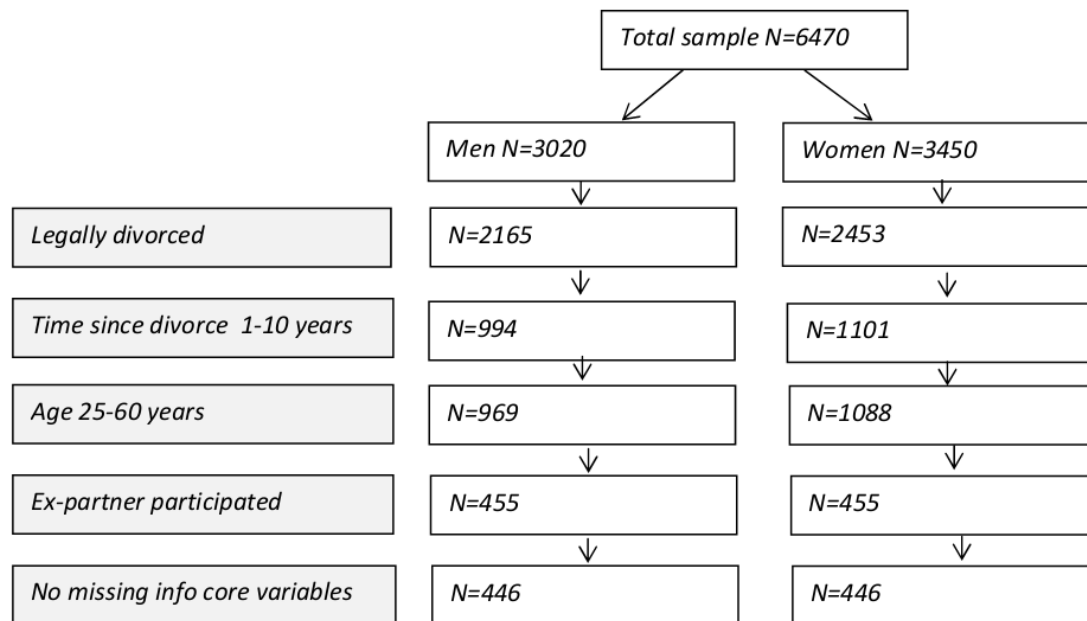 Total sample N=6470
Men N=3020
Women N=3450
Legally divorced
N=2165
N=2453
Time since divorce  1-10 years
N=994
N=1101
Age 25-60 years
N=969
N=1088
Ex-partner participated
N=455
N=455
No missing info core variables
N=446
N=446